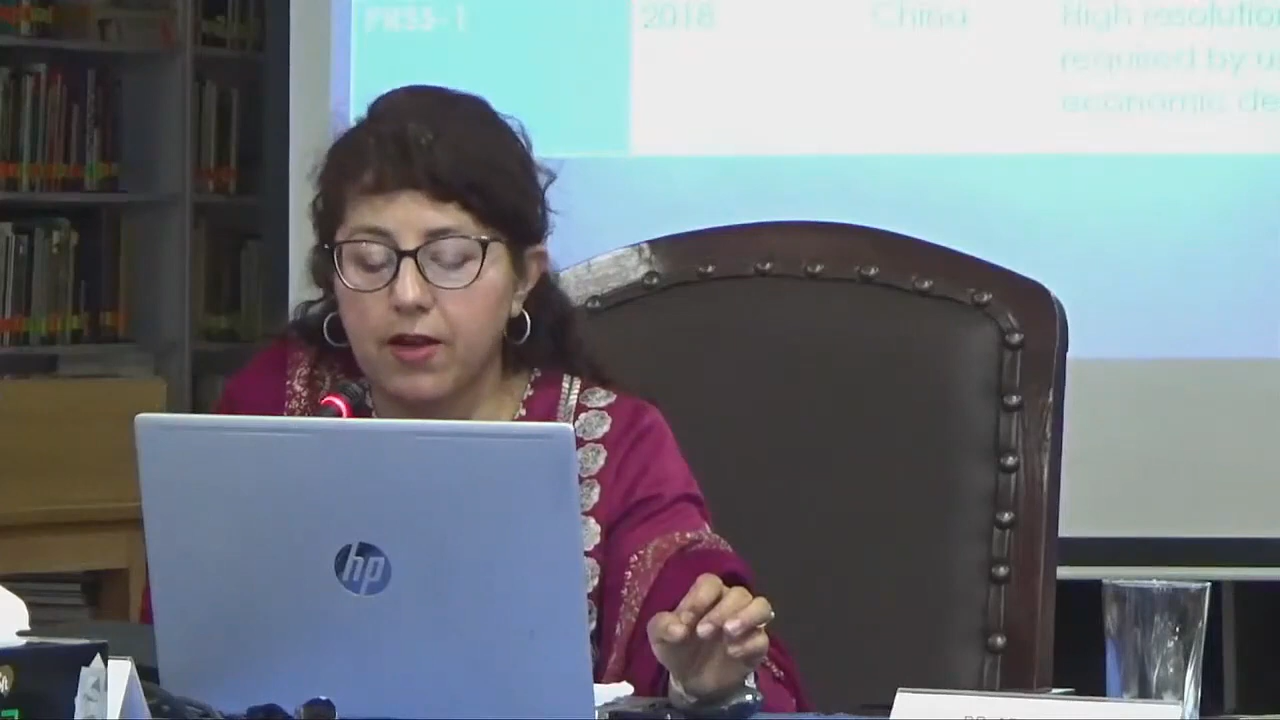 PRSS-1 2018 China High resolution
required by u
economic de
hp